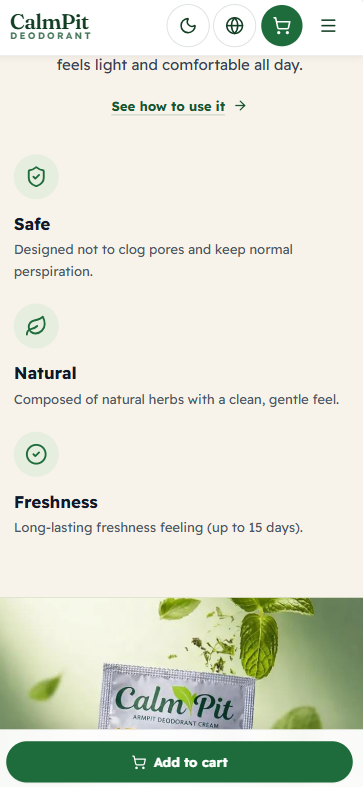 CalmPit
DEODORANT
feels light and comfortable all day.
See how to use it
Safe
Designed not to clog pores and keep normal
perspiration.
Natural
Composed of natural herbs with a clean, gentle feel.
Freshness
Long-lasting freshness feeling (up to 15 days).
Calm Pit
ARMPIT DEODORANT CREAM
Add to cart